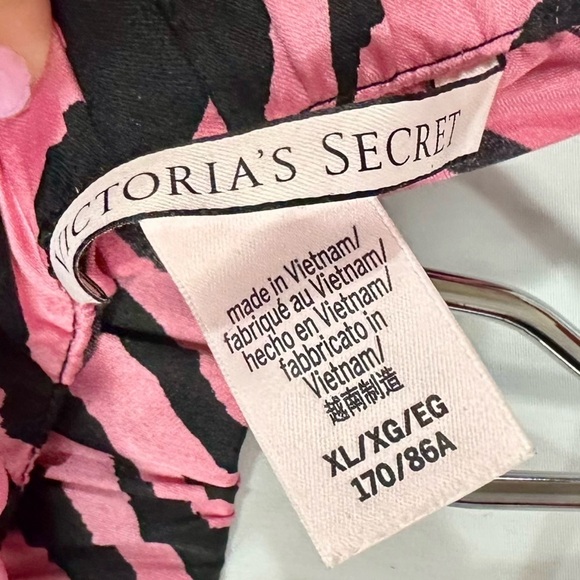 VICTORIA'S SECRET
made in Vietnam/
fabriqué au Vietnam/
hecho en Vietnam/
fabbricato in
Vietnam/
越南制造
XL/XG/EG
170/86A